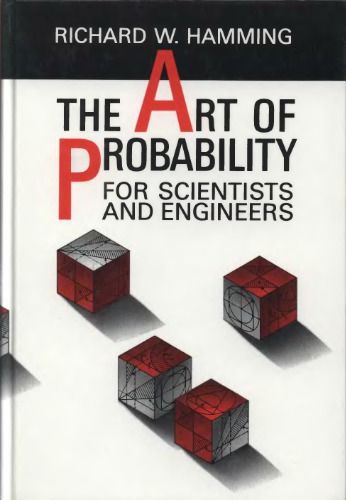 RICHARD W. HAMMING
THE ART OF
PROBABILITY
FOR SCIENTISTS
AND ENGINEERS